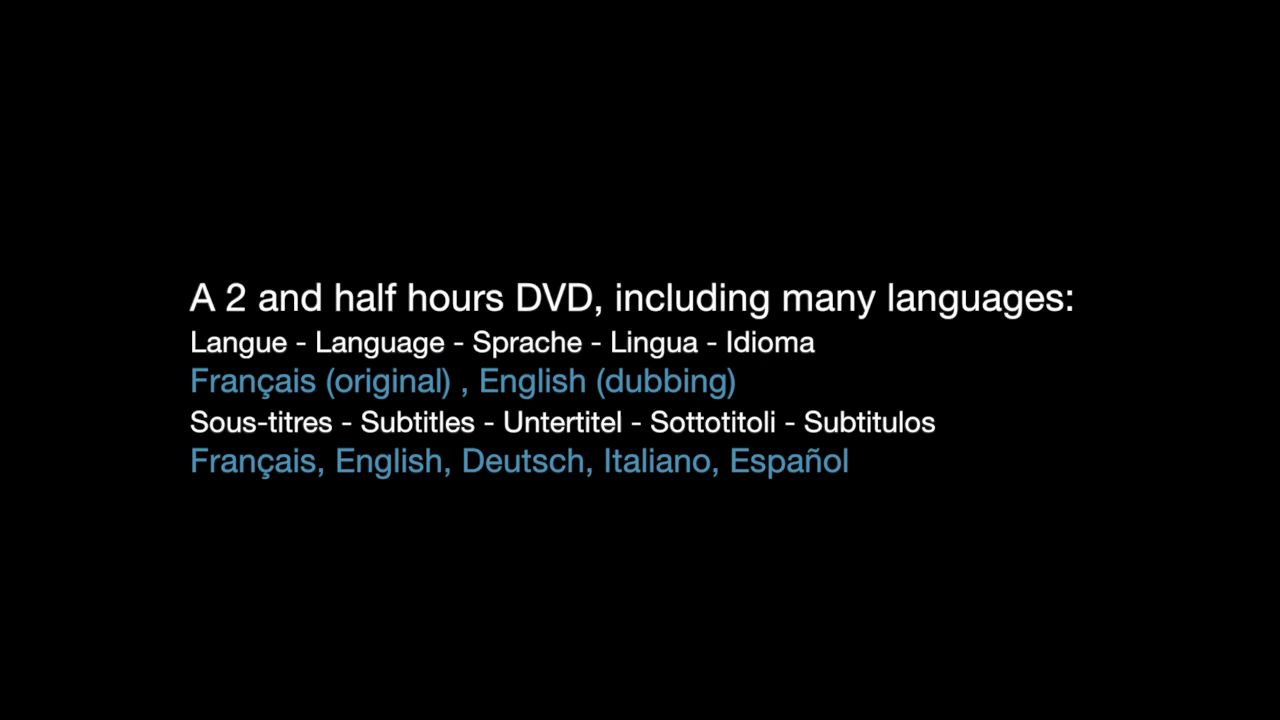 A 2 and half hours DVD, including many languages:
Langue - Language - Sprache - Lingua - Idioma
Français (original) , English (dubbing)
Sous-titres - Subtitles - Untertitel - Sottotitoli - Subtitulos
Français, English, Deutsch, Italiano, Español